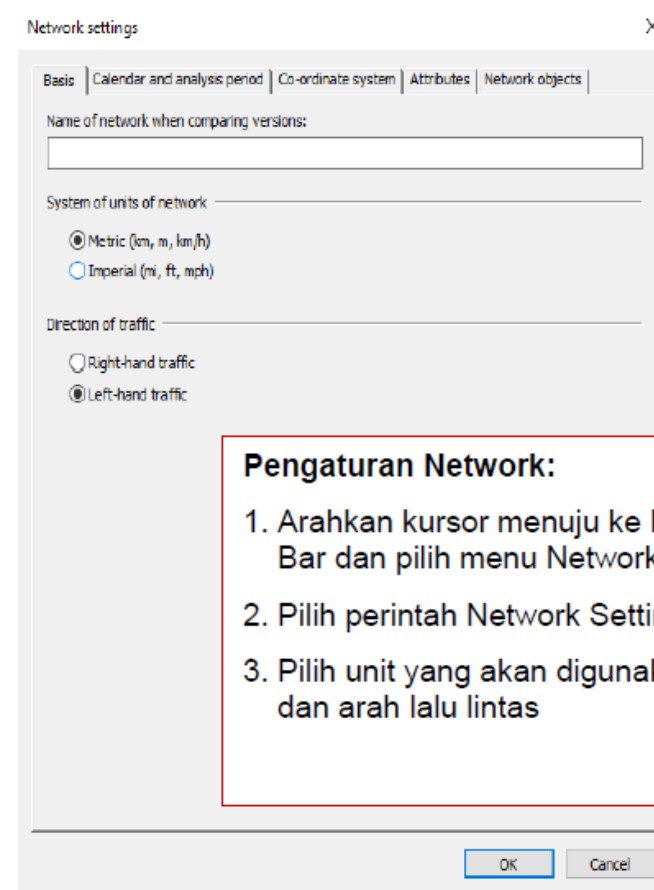 Network settings
Basis Calendar and analysis period Co-ordinate system Attributes Network objects
Name of network when comparing versions:
System of units of network
Metric (km, m, km/h)
Imperial (mi, ft, mph)
Direction of traffic
Right-hand traffic
Left-hand traffic
Pengaturan Network:
1. Arahkan kursor menuju ke
Bar dan pilih menu Network
2. Pilih perintah Network
3. Pilih unit yang akan
dan arah lalu lintas
OK Cancel